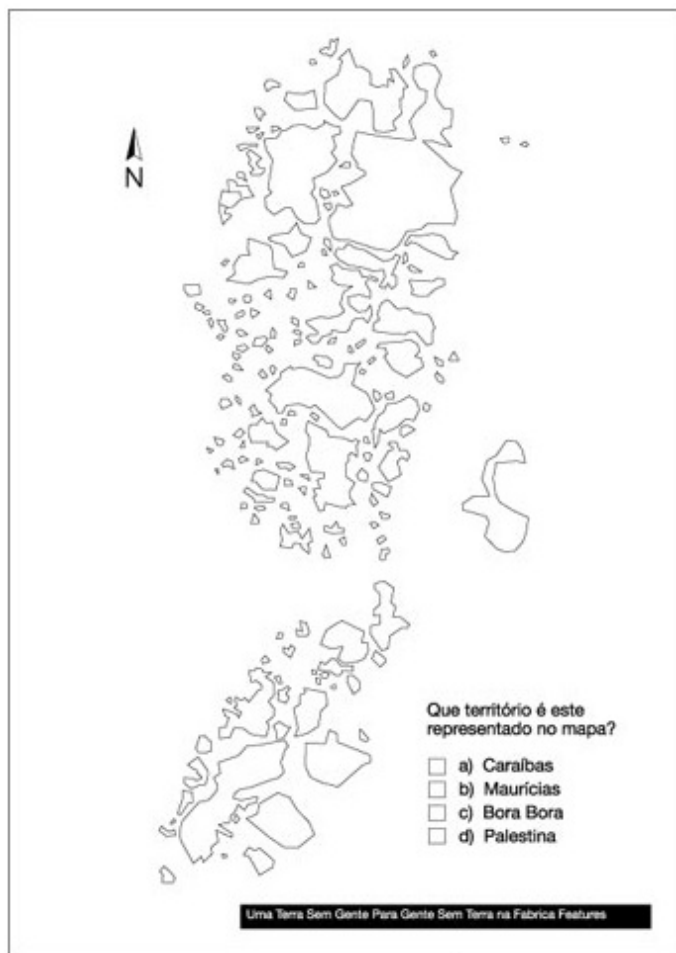 N
Que território é este
representado no mapa?
a) Caraíbas
b) Maurícias
c) Bora Bora
d) Palestina
Uma Terra Sem Gente Para Gente Sem Terra na Fabrica Features